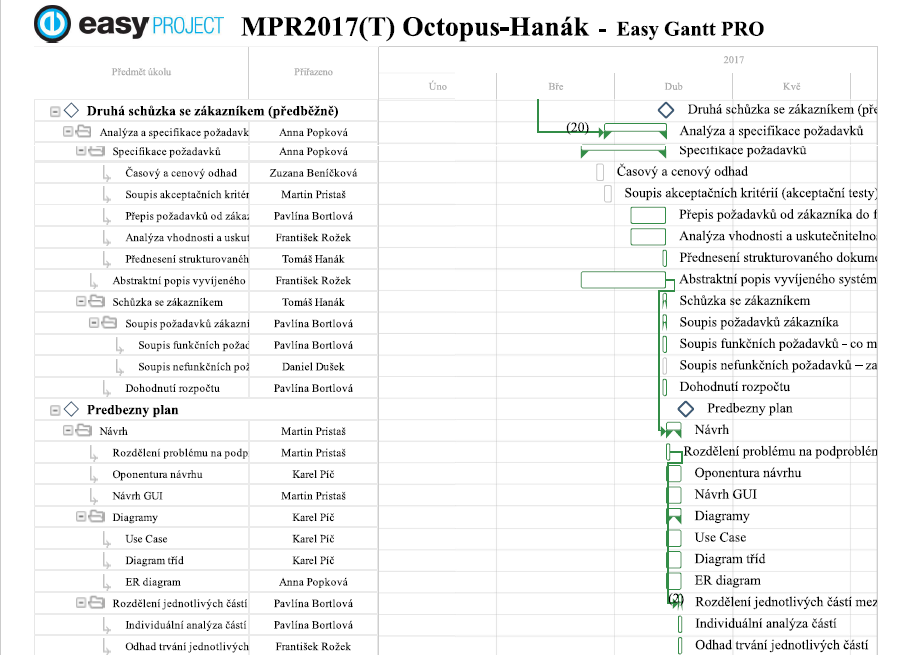 easy PROJECT MPR2017(T) Octopus-Hanák - Easy Gantt PRO
2017
Předmět úkolu Přiřazeno
Úno Bře Dub Kvě
Druhá schůzka se zákazníkem (předběžně) Druhá schůzka se zákazníkem (pře
Analýza a specifikace požadavk Anna Popková (20) Analýza a specifikace požadavků
Specifikace požadavků Anna Popková Specifikace požadavků
Časový a cenový odhad Zuzana Beníčková Časový a cenový odhad
Soupis akceptačních kritér Martin Pristaš Soupis akceptačních kritérií (akceptační testy)
Přepis požadavků od zákaz Pavlína Bortlová Přepis požadavků od zákazníka do f
Analýza vhodnosti a uskut František Rožek Analýza vhodnosti a uskutečnitelno
Přednesení strukturovanéh Tomáš Hanák Přednesení strukturovaného dokume
Abstraktní popis vyvíjeného František Rožek Abstraktní popis vyvíjeného systém
Schůzka se zákazníkem Tomáš Hanák Schůzka se zákazníkem
Soupis požadavků zákazní Pavlína Bortlová Soupis požadavků zákazníka
Soupis funkčních požad Pavlína Bortlová Soupis funkčních požadavků - co m
Soupis nefunkčních pož Daniel Dušek Soupis nefunkčních požadavků – za
Dohodnutí rozpočtu Pavlína Bortlová Dohodnutí rozpočtu
Predbezny plan Predbezny plan
Návrh Martin Pristaš Návrh
Rozdělení problému na podp Martin Pristaš Rozdělení problému na podproblém
Oponentura návrhu Karel Píč Oponentura návrhu
Návrh GUI Martin Pristaš Návrh GUI
Diagramy Karel Píč Diagramy
Use Case Karel Píč Use Case
Diagram tříd Karel Píč Diagram tříd
ER diagram Anna Popková ER diagram
Rozdělení jednotlivých částí Pavlína Bortlová (2) Rozdělení jednotlivých částí mez
Individuální analýza částí Pavlína Bortlová Individuální analýza částí
Odhad trvání jednotlivých František Rožek Odhad trvání jednotlivých částí